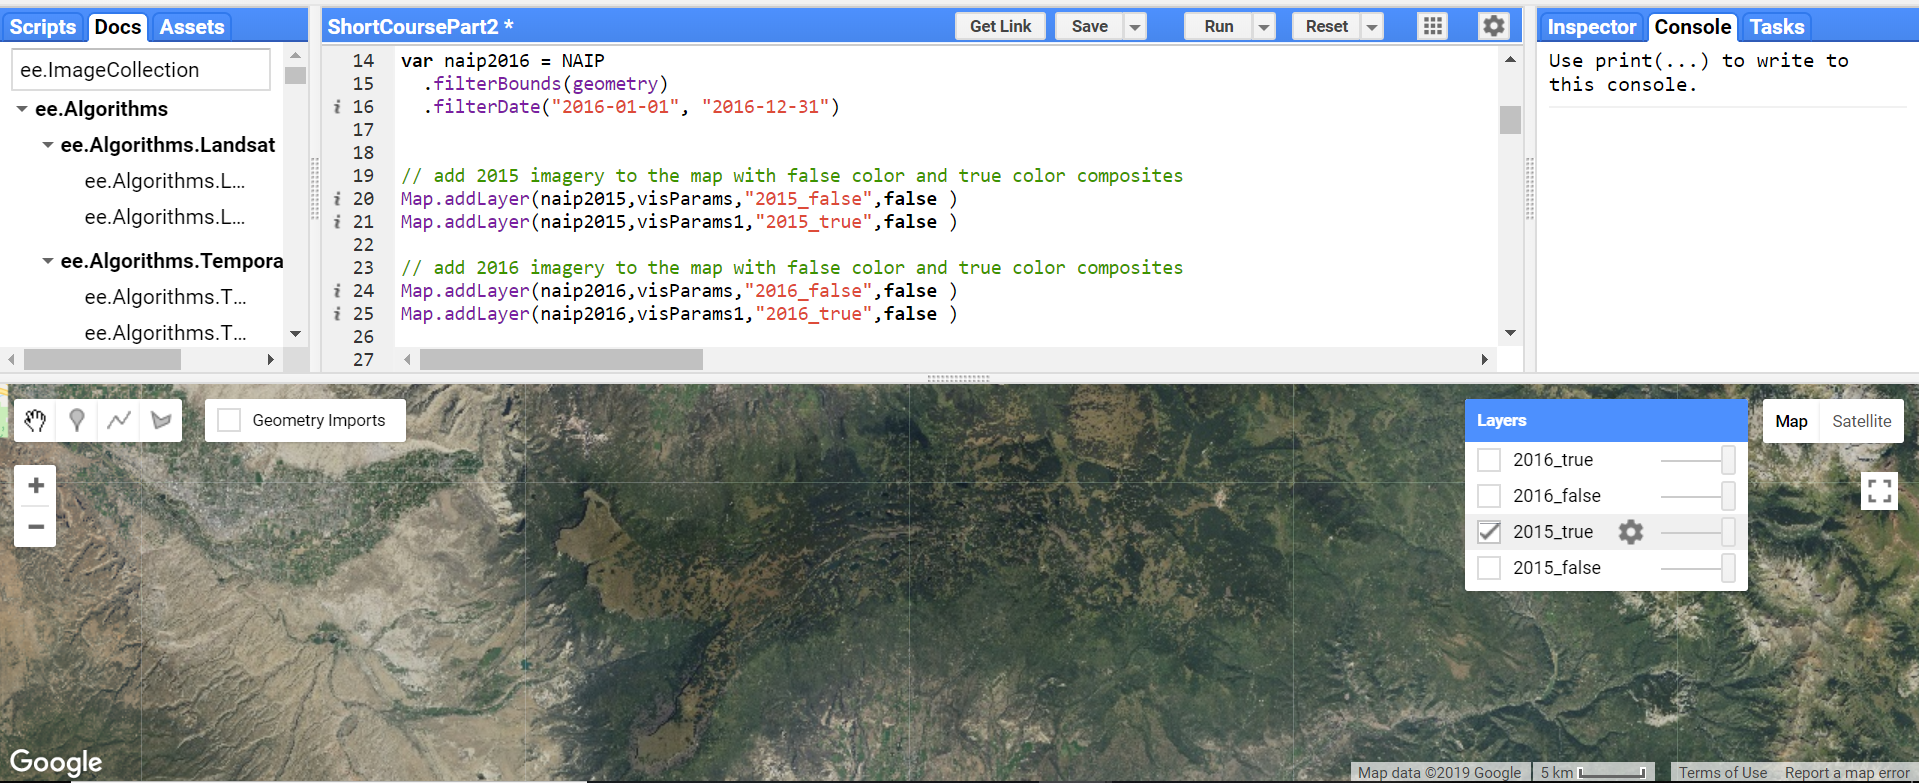 Scripts Docs Assets
ee.ImageCollection
ee.Algorithms
ee.Algorithms.Landsat
ee.Algorithms.L...
ee.Algorithms.L...
ee.Algorithms.Tempora
ee.Algorithms.T...
ee.Algorithms.T...
ShortCoursePart2 * Get Link Save Run Reset
14 var naip2016 = NAIP
15 .filterBounds(geometry)
i 16 .filterDate("2016-01-01", "2016-12-31")
17
18
19 // add 2015 imagery to the map with false color and true color composites
i 20 Map.addLayer(naip2015,visParams,"2015_false",false )
i 21 Map.addLayer(naip2015,visParams1,"2015_true",false )
22
23 // add 2016 imagery to the map with false color and true color composites
i 24 Map.addLayer(naip2016,visParams,"2016_false",false )
i 25 Map.addLayer(naip2016,visParams1,"2016_true",false )
26
27
Inspector Console Tasks
Use print(...) to write to
this console.
Geometry Imports
+
−
Layers
2016_true
2016_false
2015_true
2015_false
Map Satellite
Google
Map data ©2019 Google 5 km Terms of Use Report a map error